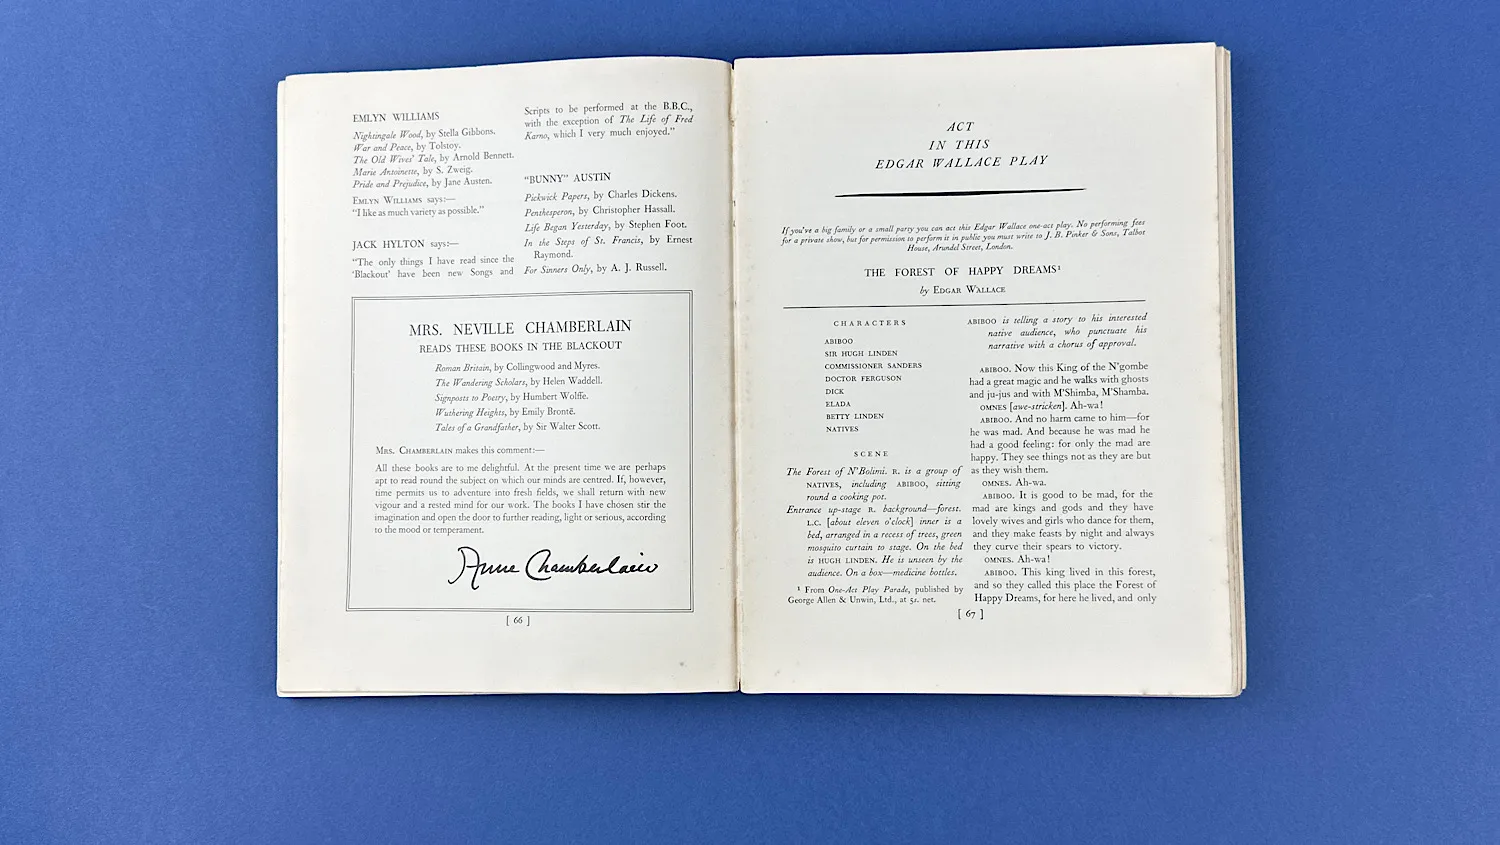 EMLYN WILLIAMS
Nightingale Wood, by Stella Gibbons.
War and Peace, by Tolstoy.
The Old Wives' Tale, by Arnold Bennett.
Marie Antoinette, by S. Zweig.
Pride and Prejudice, by Jane Austen.
EMLYN WILLIAMS says:—
"I like as much variety as possible."
JACK HYLTON says:—
"The only things I have read since the
'Blackout' have been new Songs and
Scripts to be performed at the B.B.C.,
with the exception of The Life of Fred
Karno, which I very much enjoyed."
"BUNNY" AUSTIN
Pickwick Papers, by Charles Dickens.
Penthesperon, by Christopher Hassall.
Life Began Yesterday, by Stephen Foot.
In the Steps of St. Francis, by Ernest
Raymond.
For Sinners Only, by A. J. Russell.
MRS. NEVILLE CHAMBERLAIN
READS THESE BOOKS IN THE BLACKOUT
Roman Britain, by Collingwood and Myres.
The Wandering Scholars, by Helen Waddell.
Signposts to Poetry, by Humbert Wolffe.
Wuthering Heights, by Emily Brontë.
Tales of a Grandfather, by Sir Walter Scott.
MRS. CHAMBERLAIN makes this comment:—
All these books are to me delightful. At the present time we are perhaps
apt to read round the subject on which our minds are centred. If, however,
time permits us to adventure into fresh fields, we shall return with new
vigour and a rested mind for our work. The books I have chosen stir the
imagination and open the door to further reading, light or serious, according
to the mood or temperament.
Anne Chamberlain
[ 66 ]
ACT
IN THIS
EDGAR WALLACE PLAY
If you've a big family or a small party you can act this Edgar Wallace one-act play. No performing fees
for a private show, but for permission to perform it in public you must write to J. B. Pinker & Sons, Talbot
House, Arundel Street, London.
THE FOREST OF HAPPY DREAMS¹
by EDGAR WALLACE
CHARACTERS
ABIBOO
SIR HUGH LINDEN
COMMISSIONER SANDERS
DOCTOR FERGUSON
DICK
ELADA
BETTY LINDEN
NATIVES
SCENE
The Forest of N'Bolimi. R. is a group of
NATIVES, including ABIBOO, sitting
round a cooking pot.
Entrance up-stage R. background—forest.
L.C. [about eleven o'clock] inner is a
bed, arranged in a recess of trees, green
mosquito curtain to stage. On the bed
is HUGH LINDEN. He is unseen by the
audience. On a box—medicine bottles.
¹ From One-Act Play Parade, published by
George Allen & Unwin, Ltd., at 5s. net.
ABIBOO is telling a story to his interested
native audience, who punctuate his
narrative with a chorus of approval.
ABIBOO. Now this King of the N'gombe
had a great magic and he walks with ghosts
and ju-jus and with M'Shimba, M'Shamba.
OMNES [awe-stricken]. Ah-wa!
ABIBOO. And no harm came to him—for
he was mad. And because he was mad he
had a good feeling: for only the mad are
happy. They see things not as they are but
as they wish them.
OMNES. Ah-wa.
ABIBOO. It is good to be mad, for the
mad are kings and gods and they have
lovely wives and girls who dance for them,
and they make feasts by night and always
they curve their spears to victory.
OMNES. Ah-wa!
ABIBOO. This king lived in this forest,
and so they called this place the Forest of
Happy Dreams, for here he lived, and only
[ 67 ]